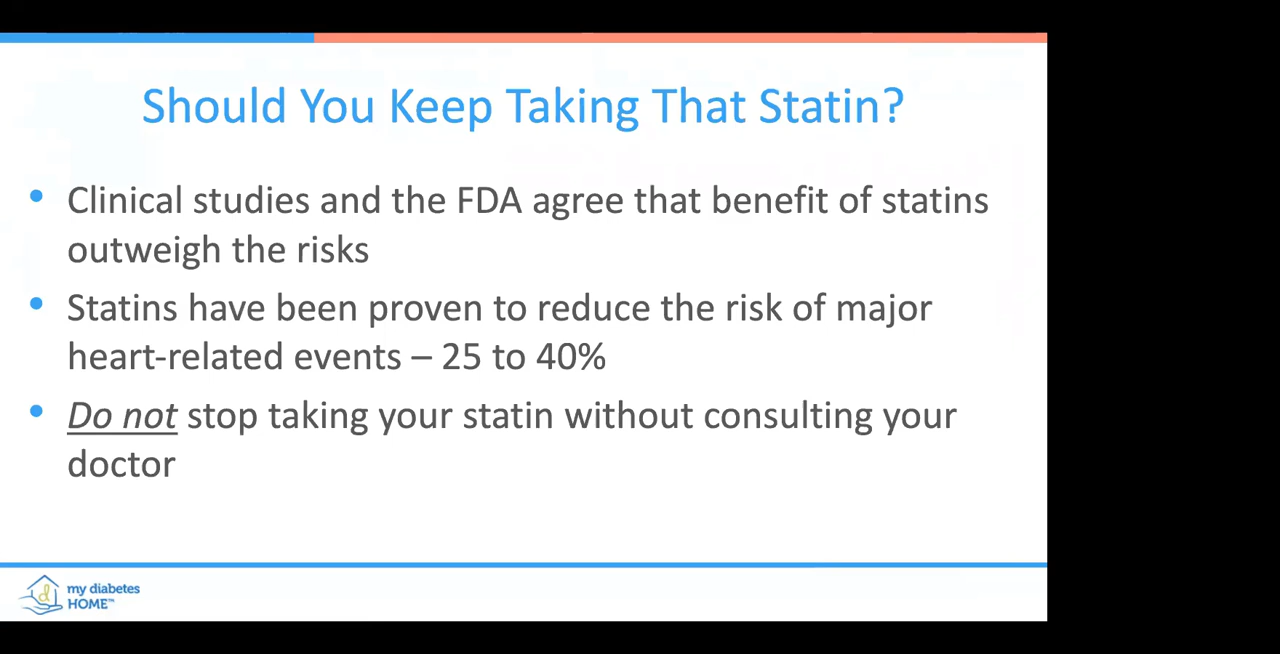 Should You Keep Taking That Statin?
• Clinical studies and the FDA agree that benefit of statins
outweigh the risks
• Statins have been proven to reduce the risk of major
heart-related events – 25 to 40%
• Do not stop taking your statin without consulting your
doctor
my diabetes
HOME™